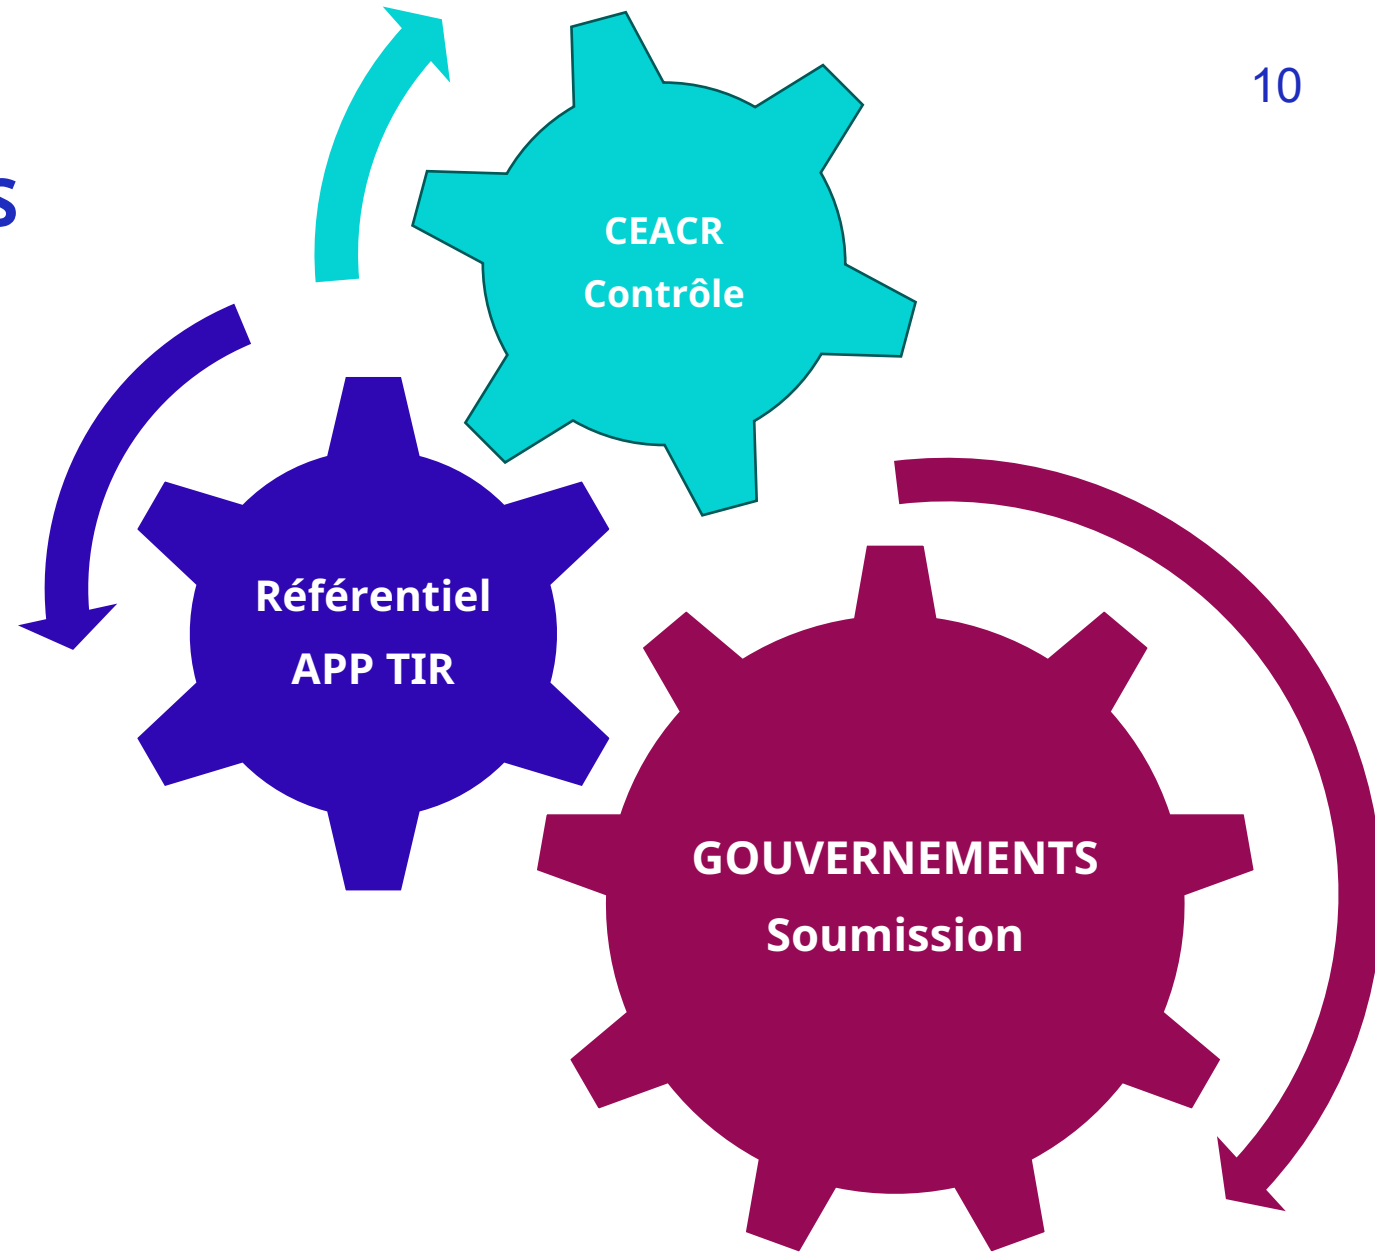 10
s
CEACR
Contrôle
Référentiel
APP TIR
GOUVERNEMENTS
Soumission